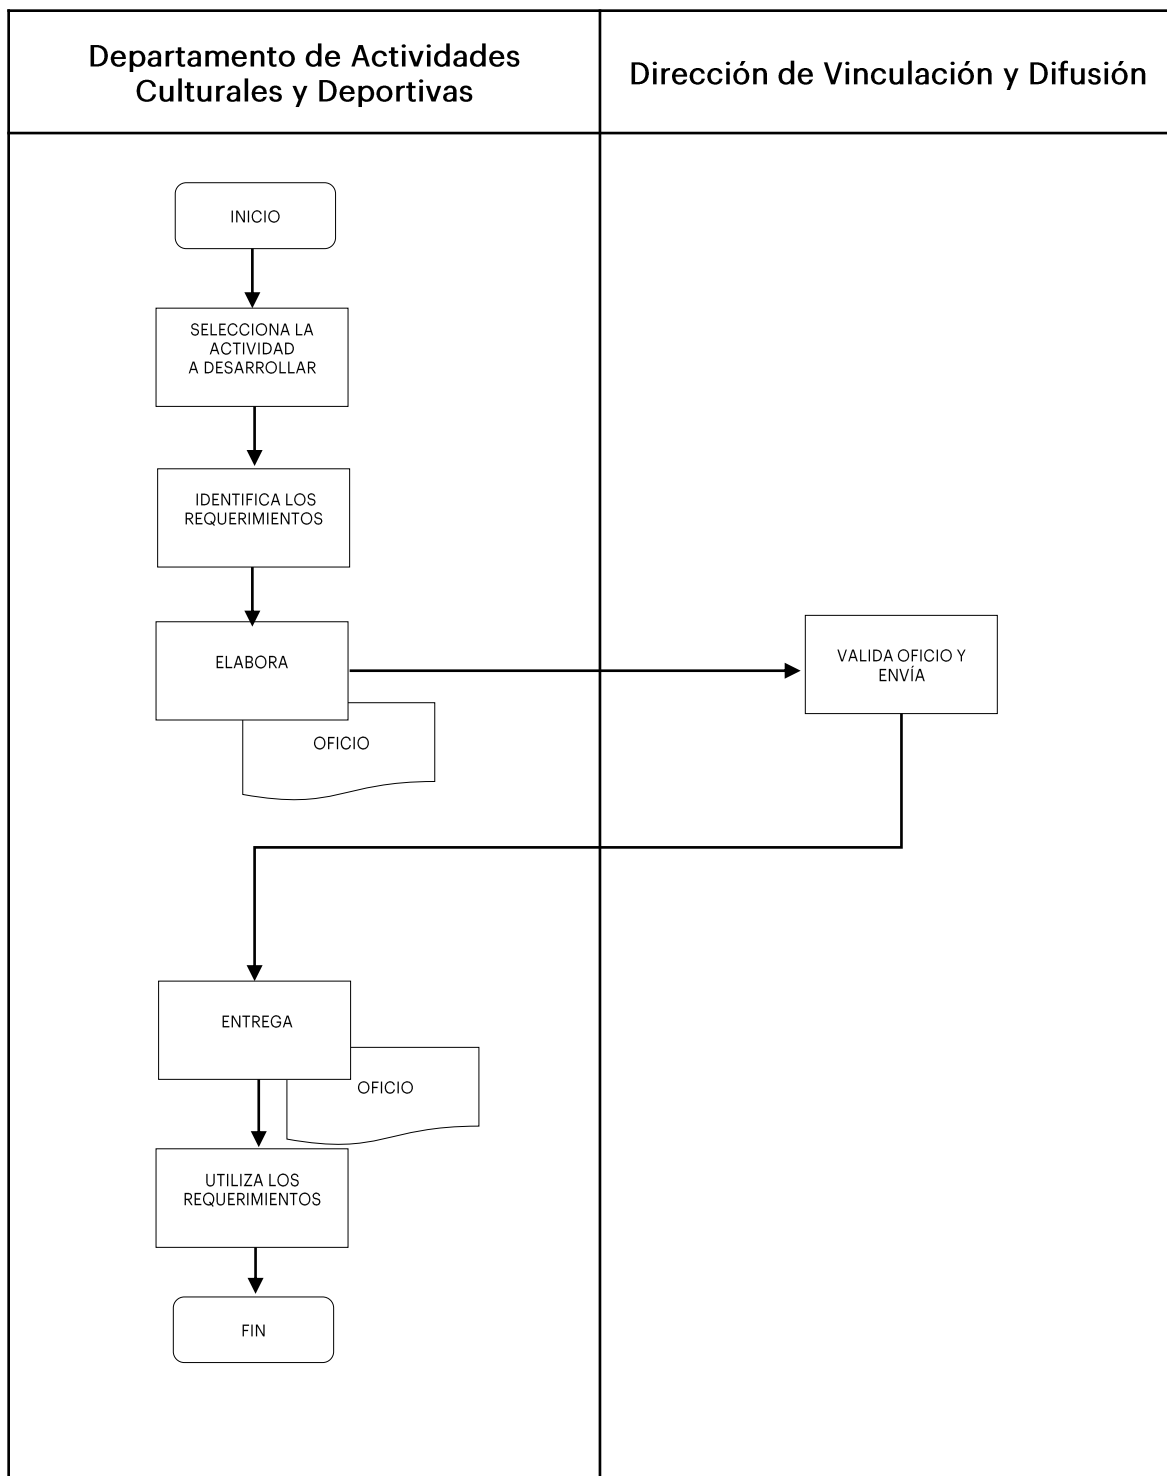 Departamento de Actividades
Culturales y Deportivas
Dirección de Vinculación y Difusión
INICIO
SELECCIONA LA
ACTIVIDAD
A DESARROLLAR
IDENTIFICA LOS
REQUERIMIENTOS
ELABORA
OFICIO
VALIDA OFICIO Y
ENVÍA
ENTREGA
OFICIO
UTILIZA LOS
REQUERIMIENTOS
FIN